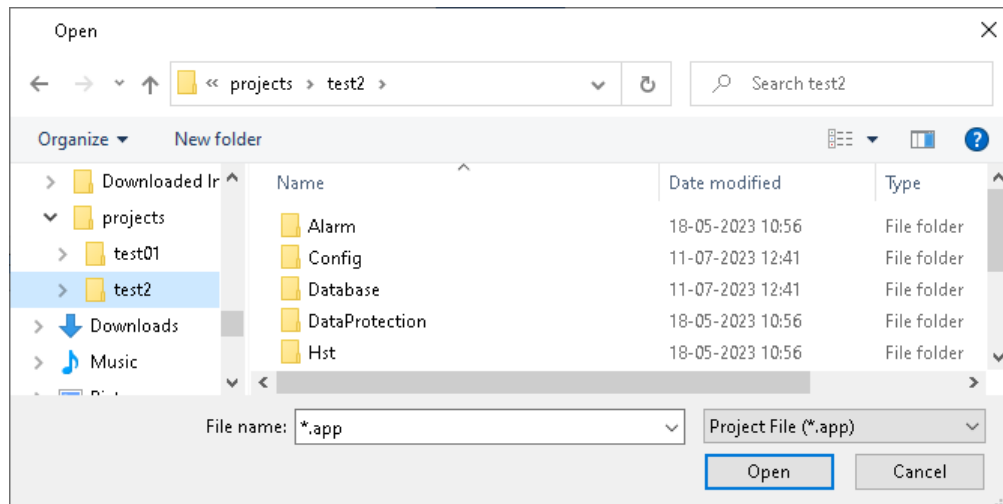 Open
« projects > test2 >
Search test2
Organize
New folder
Downloaded Ir
projects
test01
test2
Downloads
Music
Name Date modified Type
Alarm 18-05-2023 10:56 File folder
Config 11-07-2023 12:41 File folder
Database 11-07-2023 12:41 File folder
DataProtection 18-05-2023 10:56 File folder
Hst 18-05-2023 10:56 File folder
File name: *.app Project File (*.app)
Open Cancel